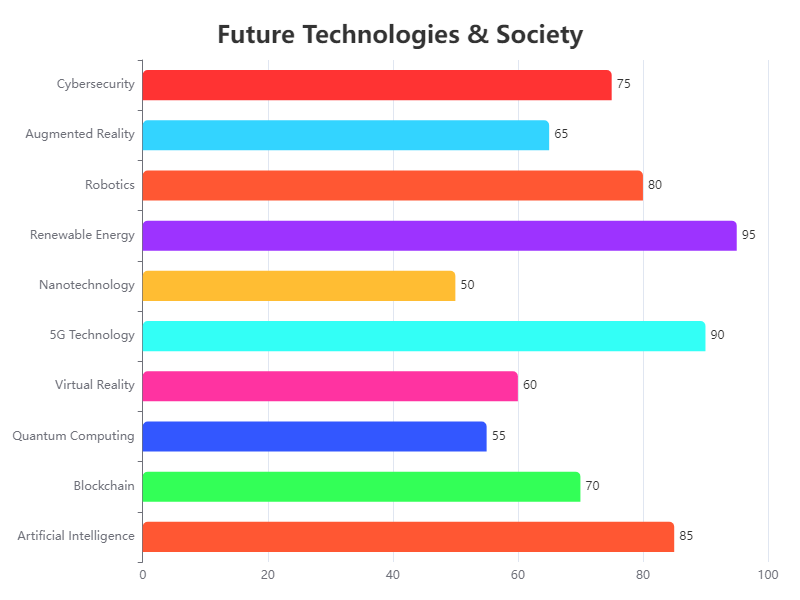 Future Technologies & Society
Cybersecurity 75
Augmented Reality 65
Robotics 80
Renewable Energy 95
Nanotechnology 50
5G Technology 90
Virtual Reality 60
Quantum Computing 55
Blockchain 70
Artificial Intelligence 85
0 20 40 60 80 100